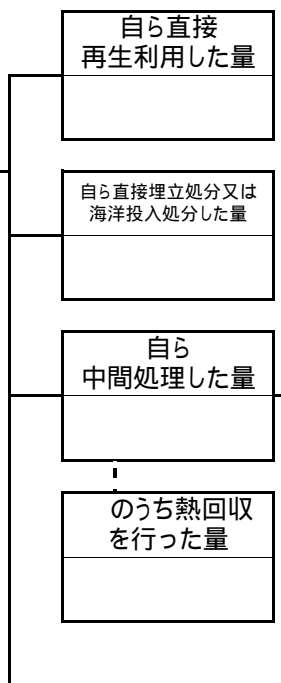 自ら直接
再生利用した量
自ら直接埋立処分又は
海洋投入処分した量
自ら
中間処理した量
のうち熱回収
を行った量